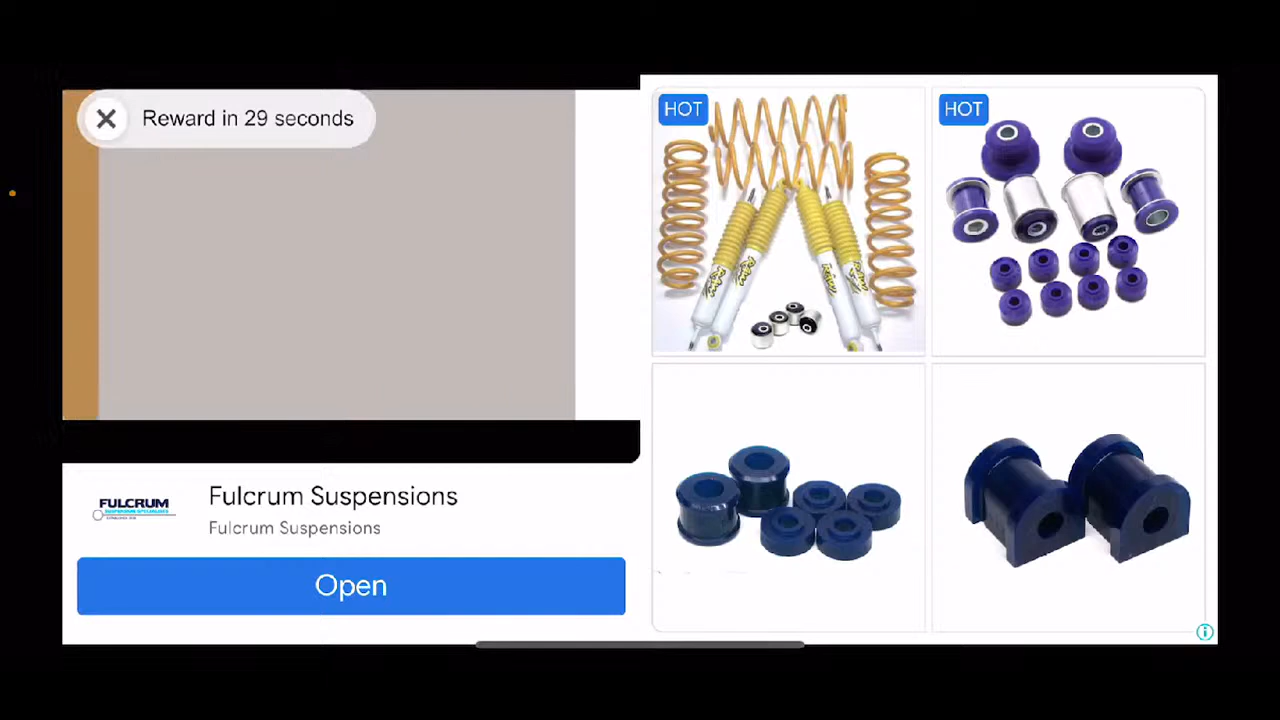 Reward in 29 seconds
HOT
HOT
FULCRUM
Fulcrum Suspensions
Fulcrum Suspensions
Open